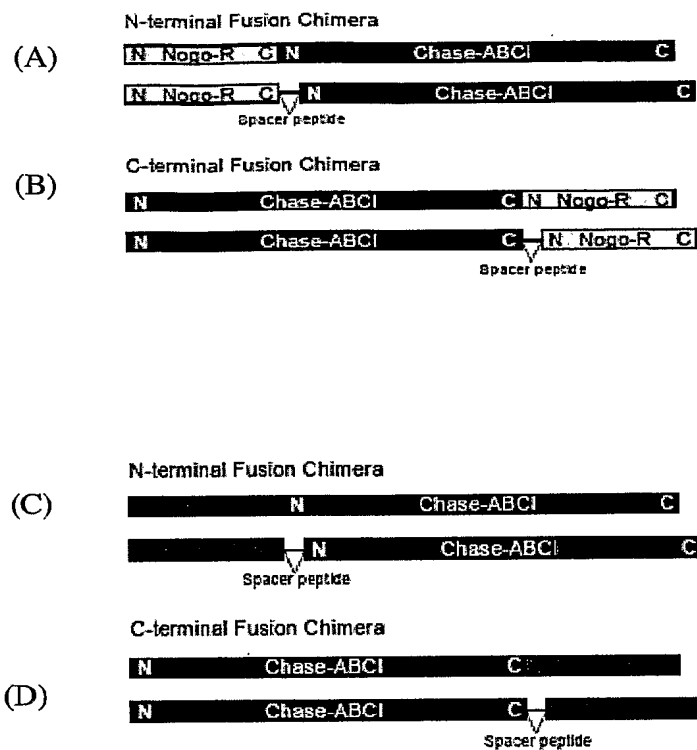 N-terminal Fusion Chimera
(A)
N Nogo-R C N Chase-ABCI C
N Nogo-R C N Chase-ABCI C
Spacer peptide
C-terminal Fusion Chimera
(B)
N Chase-ABCI C N Nogo-R C
N Chase-ABCI C N Nogo-R C
Spacer peptide
N-terminal Fusion Chimera
(C)
N Chase-ABCI C
N Chase-ABCI C
Spacer peptide
C-terminal Fusion Chimera
(D)
N Chase-ABCI C
N Chase-ABCI C
Spacer peptide